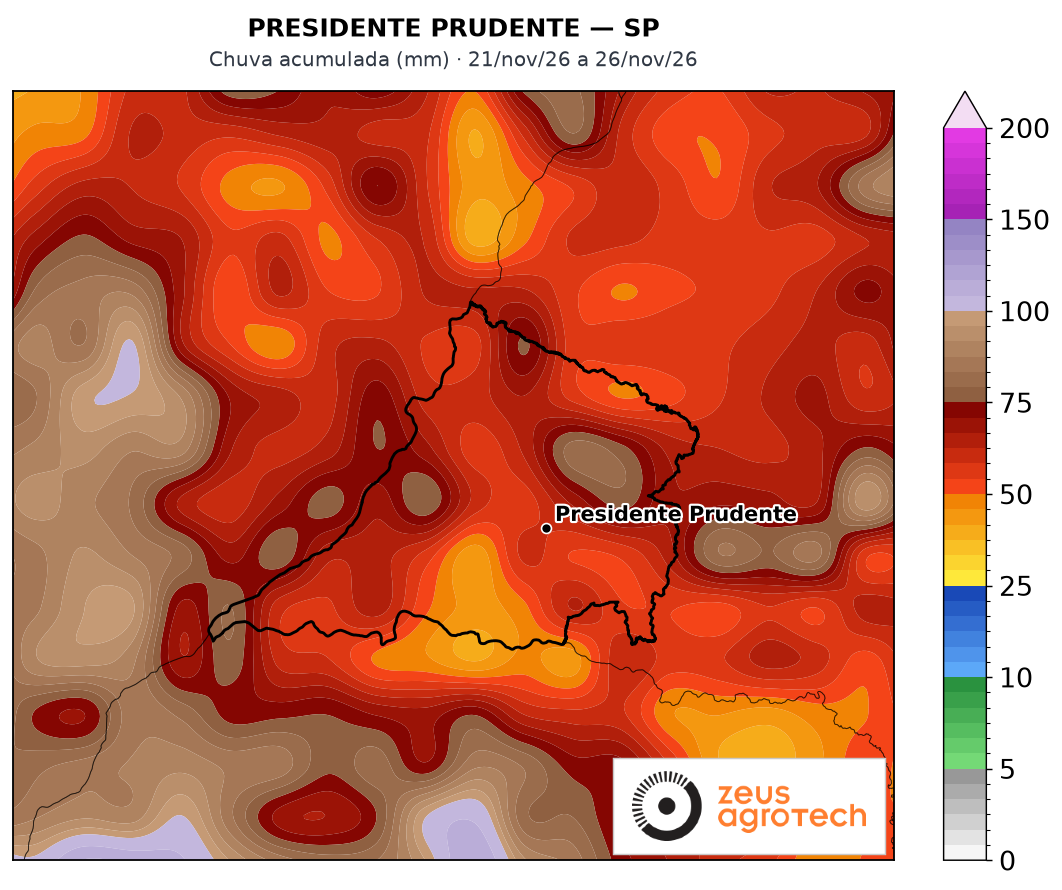 PRESIDENTE PRUDENTE — SP
Chuva acumulada (mm) · 21/nov/26 a 26/nov/26
200
150
100
75
50
25
10
5
0
Presidente Prudente
zeus
agrotech